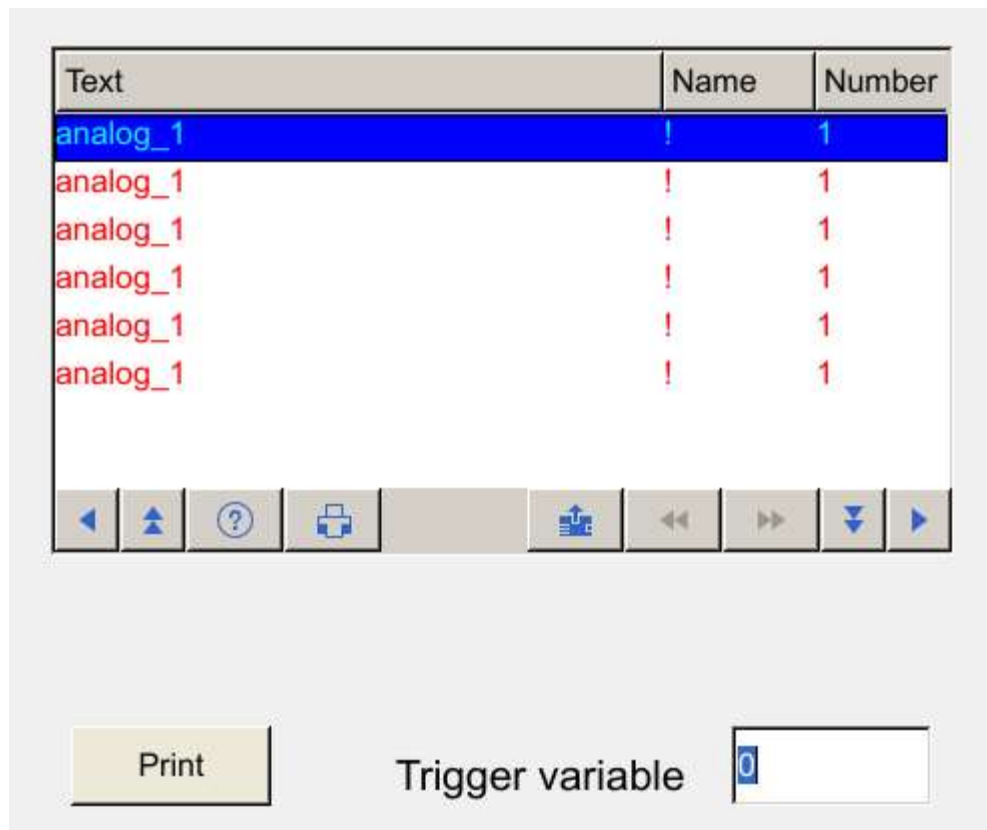 Text Name Number
analog_1 ! 1
analog_1 ! 1
analog_1 ! 1
analog_1 ! 1
analog_1 ! 1
analog_1 ! 1
?
Print Trigger variable 0